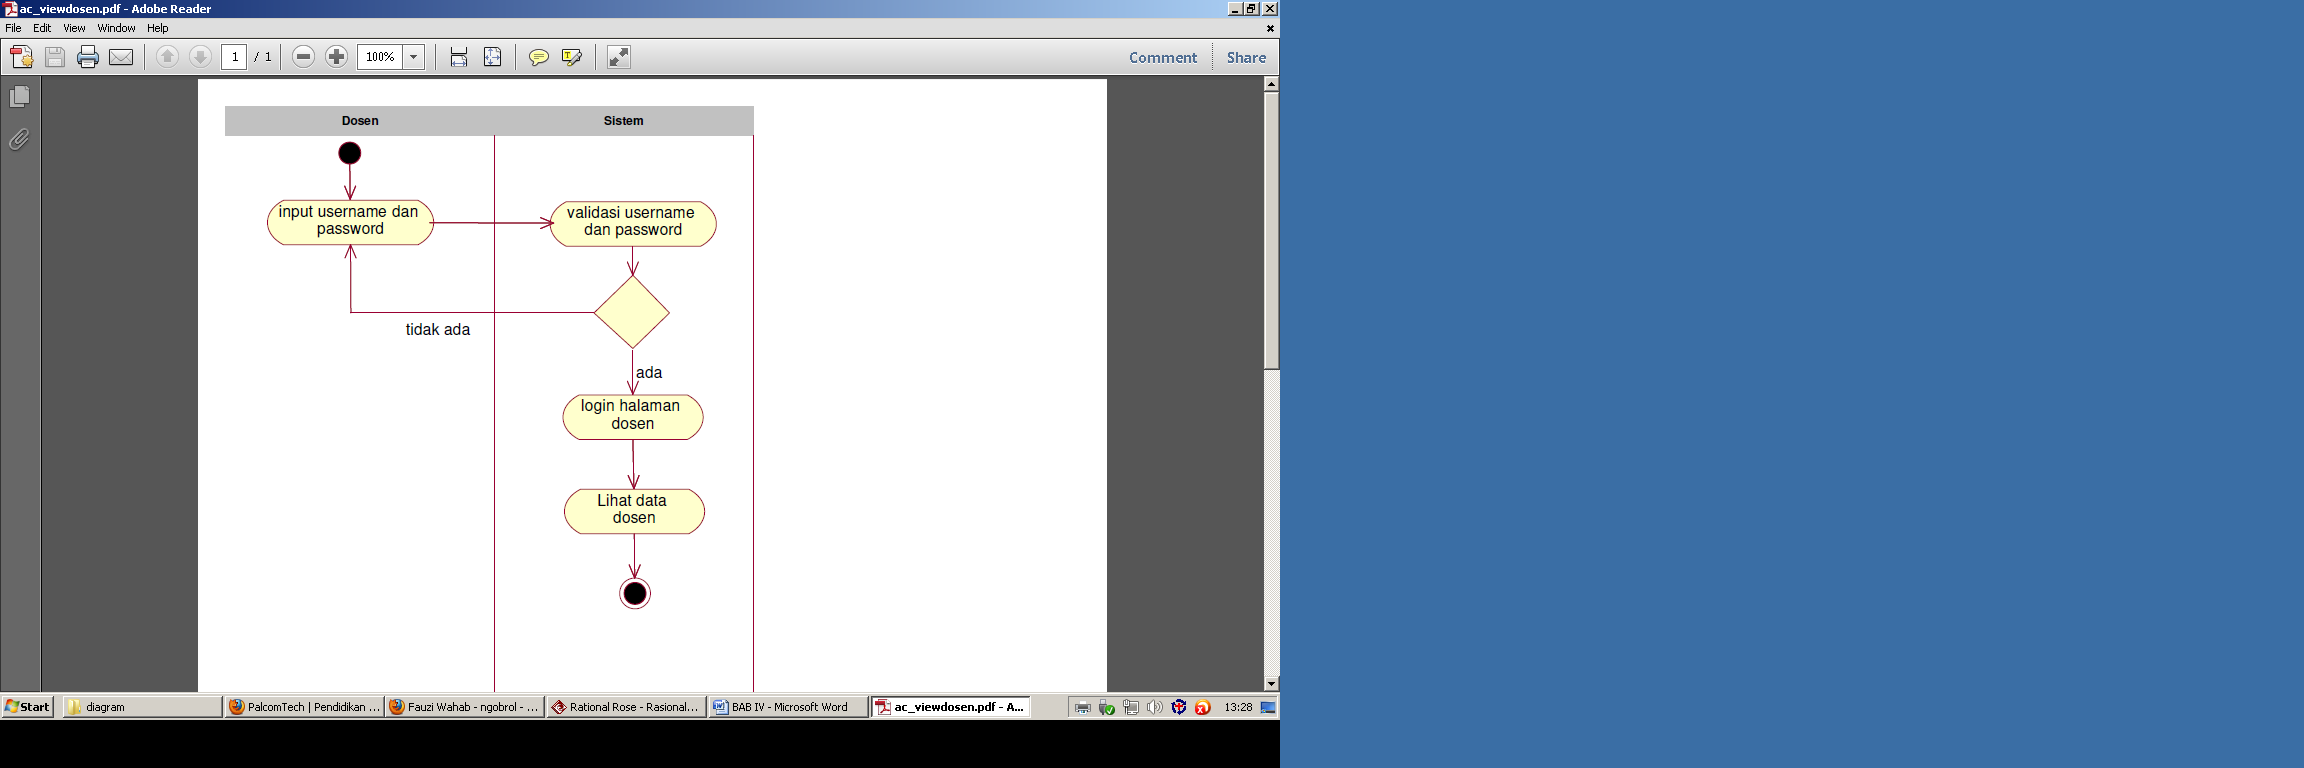 ac_viewdosen.pdf - Adobe Reader
File Edit View Window Help
1 / 1 100% Comment Share
Dosen Sistem
input username dan
password
validasi username
dan password
tidak ada
ada
login halaman
dosen
Lihat data
dosen
Start diagram PalcomTech | Pendidikan ... Fauzi Wahab - ngobrol - ... Rational Rose - Rasional... BAB IV - Microsoft Word ac_viewdosen.pdf - A... 13:28